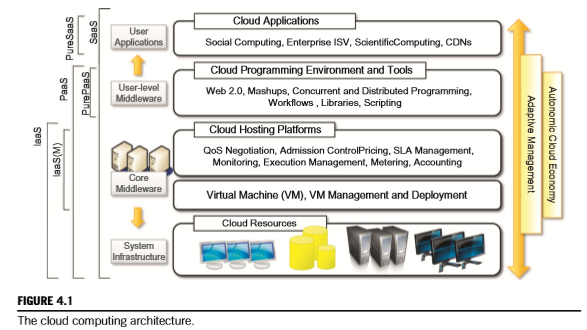 PureSaaS
SaaS
User
Applications
Cloud Applications
Social Computing, Enterprise ISV, ScientificComputing, CDNs
IaaS
IaaS(M)
PaaS
PurePaaS
User-level
Middleware
Cloud Programming Environment and Tools
Web 2.0, Mashups, Concurrent and Distributed Programming,
Workflows , Libraries, Scripting
Core
Middleware
Cloud Hosting Platforms
QoS Negotiation, Admission ControlPricing, SLA Management,
Monitoring, Execution Management, Metering, Accounting
Virtual Machine (VM), VM Management and Deployment
System
Infrastructure
Cloud Resources
Adaptive Management
Autonomic Cloud Economy
FIGURE 4.1
The cloud computing architecture.